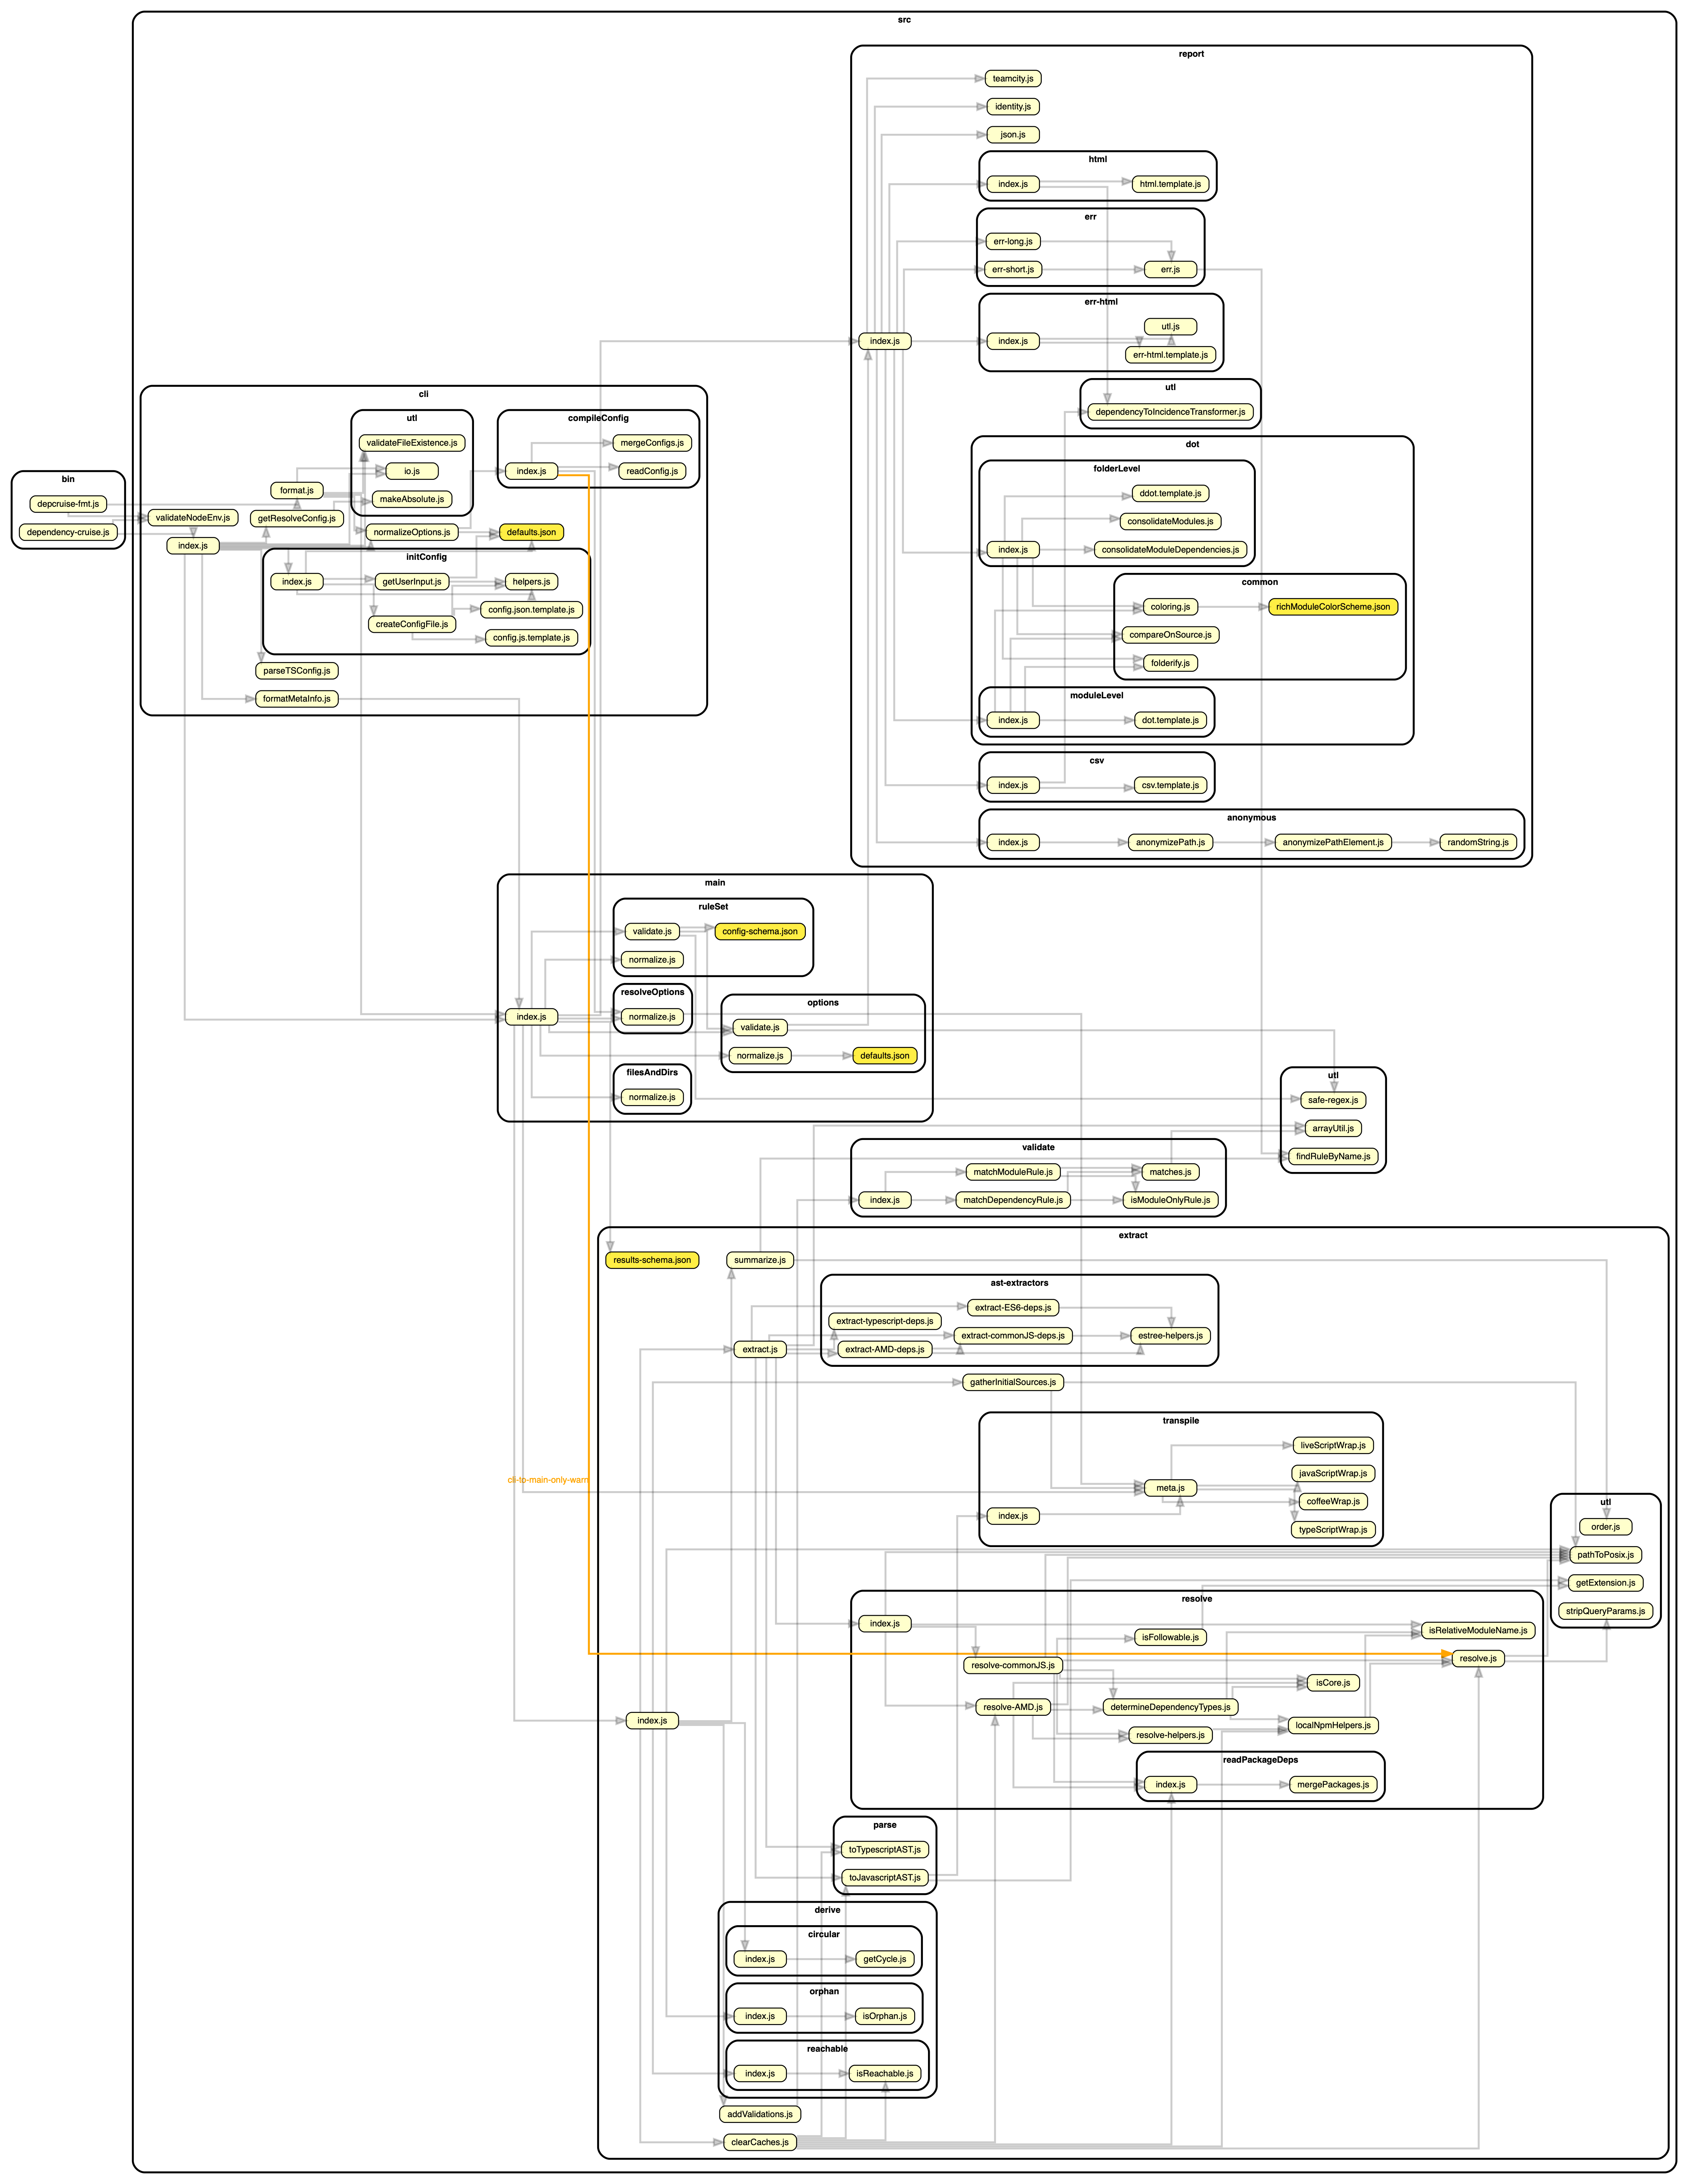 src
report
teamcity.js
identity.js
json.js
html
index.js
html.template.js
err
err-long.js
err-short.js
err.js
err-html
utl.js
index.js
index.js
err-html.template.js
utl
dependencyToIncidenceTransformer.js
dot
folderLevel
ddot.template.js
consolidateModules.js
index.js
consolidateModuleDependencies.js
common
coloring.js
richModuleColorScheme.json
compareOnSource.js
folderify.js
moduleLevel
index.js
dot.template.js
csv
index.js
csv.template.js
anonymous
index.js
anonymizePath.js
anonymizePathElement.js
randomString.js
cli
utl
validateFileExistence.js
io.js
makeAbsolute.js
compileConfig
mergeConfigs.js
index.js
readConfig.js
bin
depcruise-fmt.js
dependency-cruise.js
format.js
validateNodeEnv.js
getResolveConfig.js
normalizeOptions.js
defaults.json
index.js
initConfig
index.js
getUserInput.js
helpers.js
config.json.template.js
createConfigFile.js
config.js.template.js
parseTSConfig.js
formatMetaInfo.js
main
ruleSet
validate.js
config-schema.json
normalize.js
resolveOptions
index.js
normalize.js
options
validate.js
normalize.js
defaults.json
filesAndDirs
normalize.js
utl
safe-regex.js
arrayUtil.js
findRuleByName.js
validate
matchModuleRule.js
matches.js
index.js
matchDependencyRule.js
isModuleOnlyRule.js
extract
results-schema.json
summarize.js
ast-extractors
extract-ES6-deps.js
extract-typescript-deps.js
extract-commonJS-deps.js
estree-helpers.js
extract.js
extract-AMD-deps.js
gatherInitialSources.js
transpile
liveScriptWrap.js
javaScriptWrap.js
cli-to-main-only-warn
meta.js
coffeeWrap.js
index.js
typeScriptWrap.js
utl
order.js
pathToPosix.js
getExtension.js
stripQueryParams.js
resolve
index.js
isFollowable.js
isRelativeModuleName.js
resolve-commonJS.js
resolve.js
isCore.js
resolve-AMD.js
determineDependencyTypes.js
index.js
localNpmHelpers.js
resolve-helpers.js
readPackageDeps
index.js
mergePackages.js
parse
toTypescriptAST.js
toJavascriptAST.js
derive
circular
index.js
getCycle.js
orphan
index.js
isOrphan.js
reachable
index.js
isReachable.js
addValidations.js
clearCaches.js